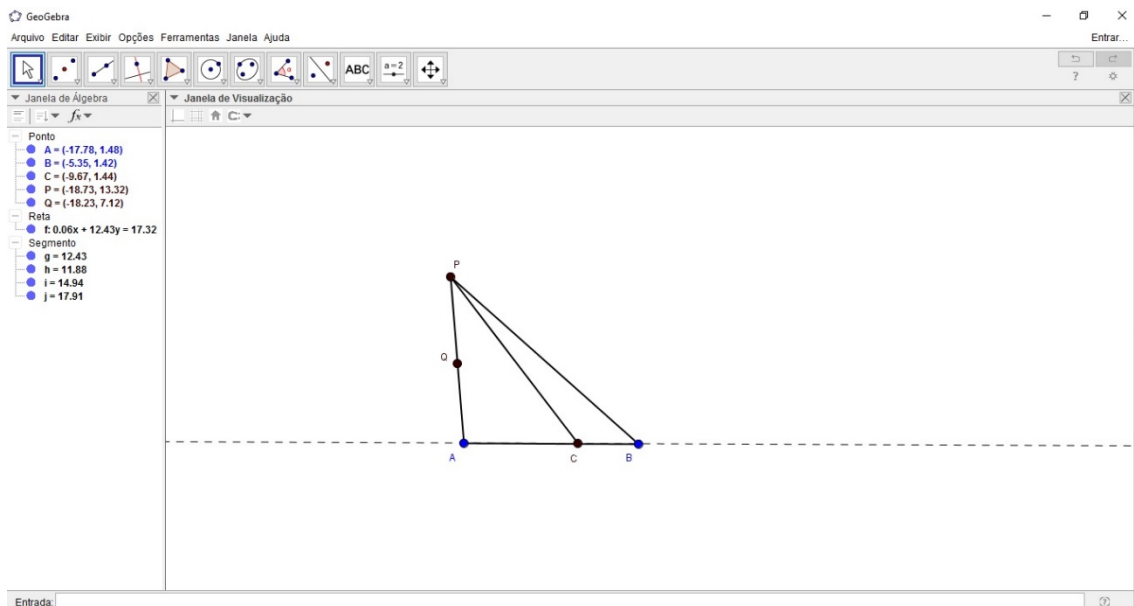 GeoGebra
Arquivo Editar Exibir Opções Ferramentas Janela Ajuda
Entrar...
ABC
a = 2
?
Janela de Álgebra
Janela de Visualização
fx
Ponto
A = (-17.78, 1.48)
B = (-5.35, 1.42)
C = (-9.67, 1.44)
P = (-18.73, 13.32)
Q = (-18.23, 7.12)
Reta
f: 0.06x + 12.43y = 17.32
Segmento
g = 12.43
h = 11.88
i = 14.94
j = 17.91
P
Q
A
C
B
Entrada: